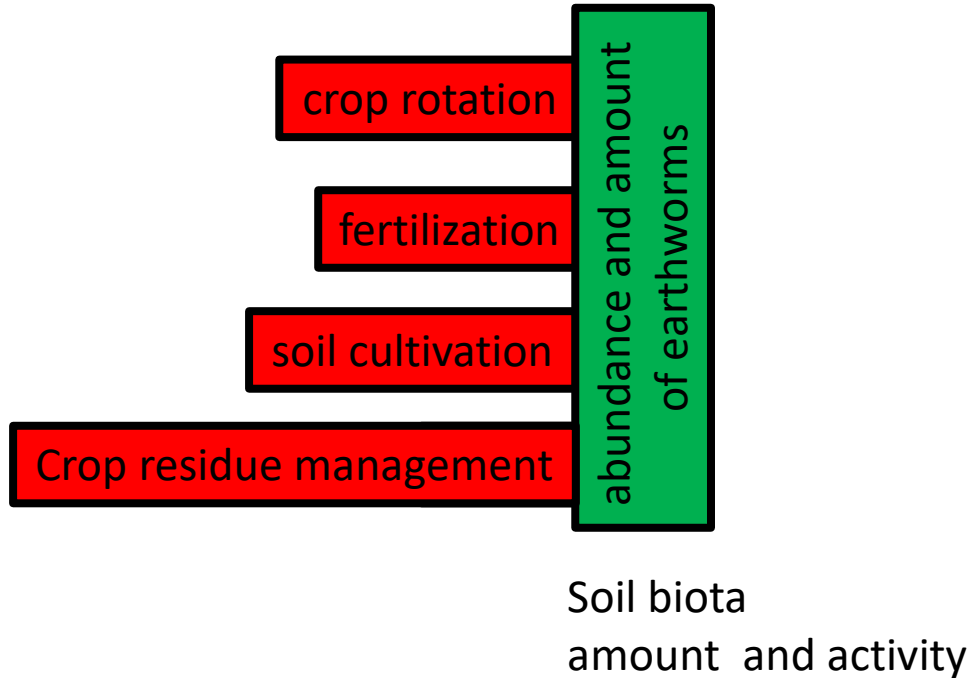 crop rotation
fertilization
soil cultivation
Crop residue management
abundance and amount
of earthworms
Soil biota
amount  and activity